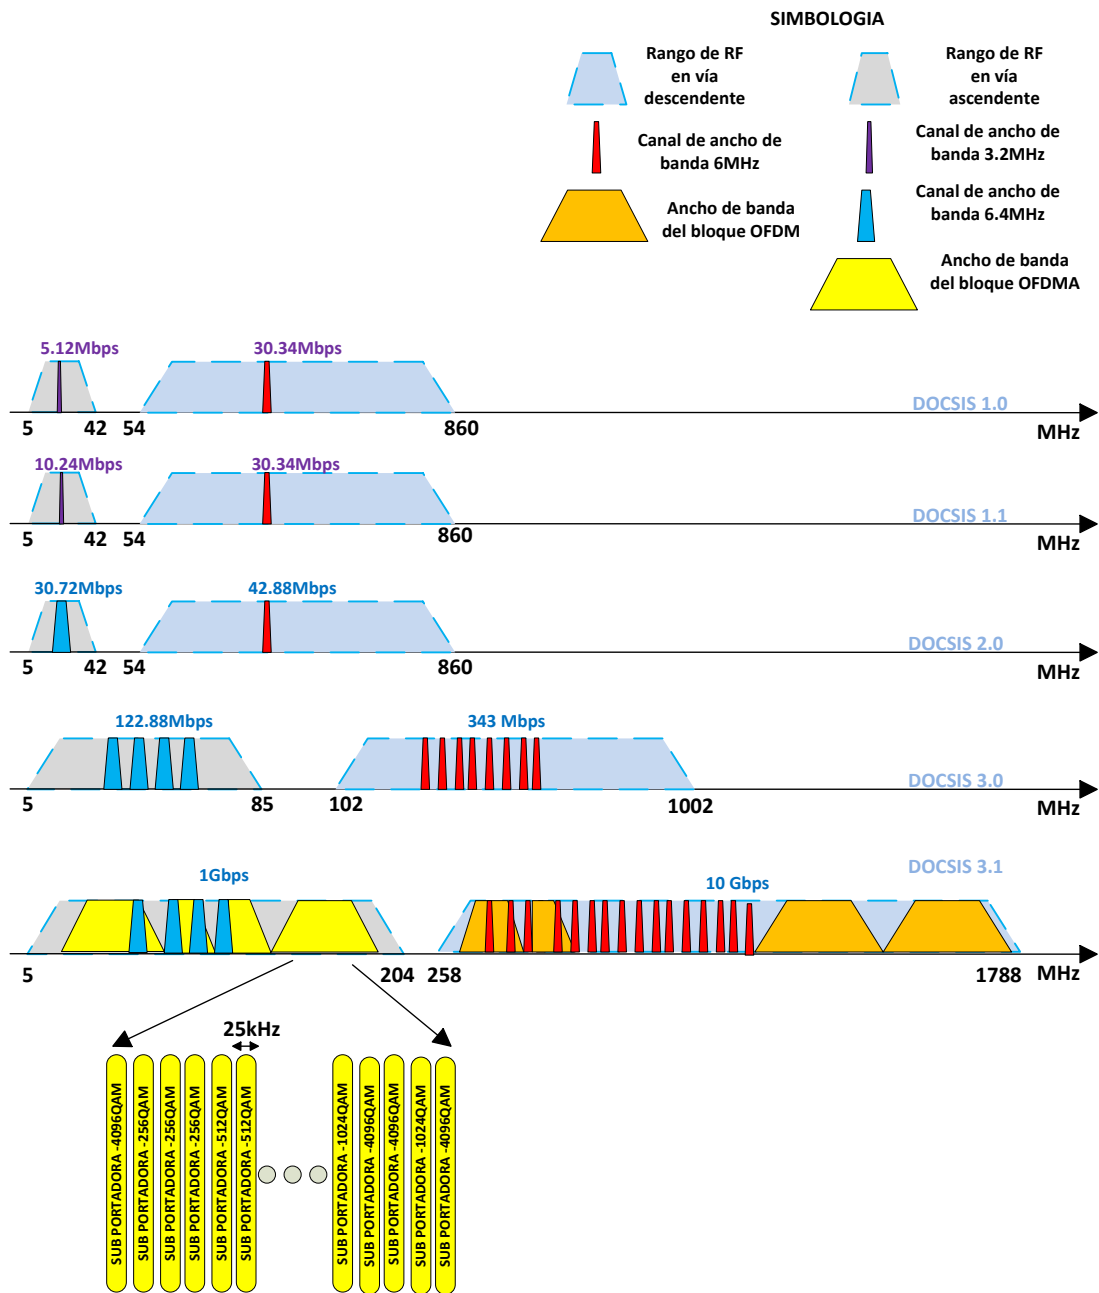 SIMBOLOGIA
Rango de RF
en vía
descendente
Rango de RF
en vía
ascendente
Canal de ancho de
banda 6MHz
Canal de ancho de
banda 3.2MHz
Ancho de banda
del bloque OFDM
Canal de ancho de
banda 6.4MHz
Ancho de banda
del bloque OFDMA
5.12Mbps
30.34Mbps
DOCSIS 1.0
5
42
54
860
MHz
10.24Mbps
30.34Mbps
DOCSIS 1.1
5
42
54
860
MHz
30.72Mbps
42.88Mbps
DOCSIS 2.0
5
42
54
860
MHz
122.88Mbps
343 Mbps
DOCSIS 3.0
5
85
102
1002
MHz
DOCSIS 3.1
1Gbps
10 Gbps
5
204
258
1788
MHz
25kHz
SUB PORTADORA -4096QAM
SUB PORTADORA -256QAM
SUB PORTADORA -256QAM
SUB PORTADORA -256QAM
SUB PORTADORA -512QAM
SUB PORTADORA -512QAM
SUB PORTADORA -1024QAM
SUB PORTADORA -4096QAM
SUB PORTADORA -4096QAM
SUB PORTADORA -1024QAM
SUB PORTADORA -4096QAM